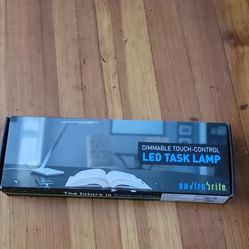 DIMMABLE TOUCH-CONTROL
LED TASK LAMP
envirobrite
The future is